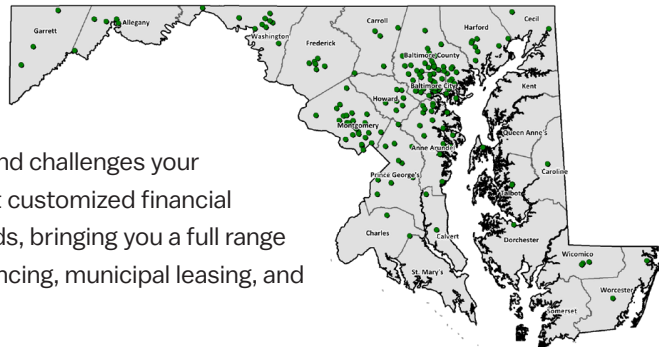 Garrett
Allegany
Washington
Frederick
Carroll
Baltimore County
Harford
Cecil
Baltimore City
Kent
Howard
Montgomery
Queen Anne's
Anne Arundel
Caroline
Prince George's
Talbot
Charles
Calvert
Dorchester
St. Mary's
Wicomico
Worcester
Somerset
nd challenges your
t customized financial
ds, bringing you a full range
ncing, municipal leasing, and